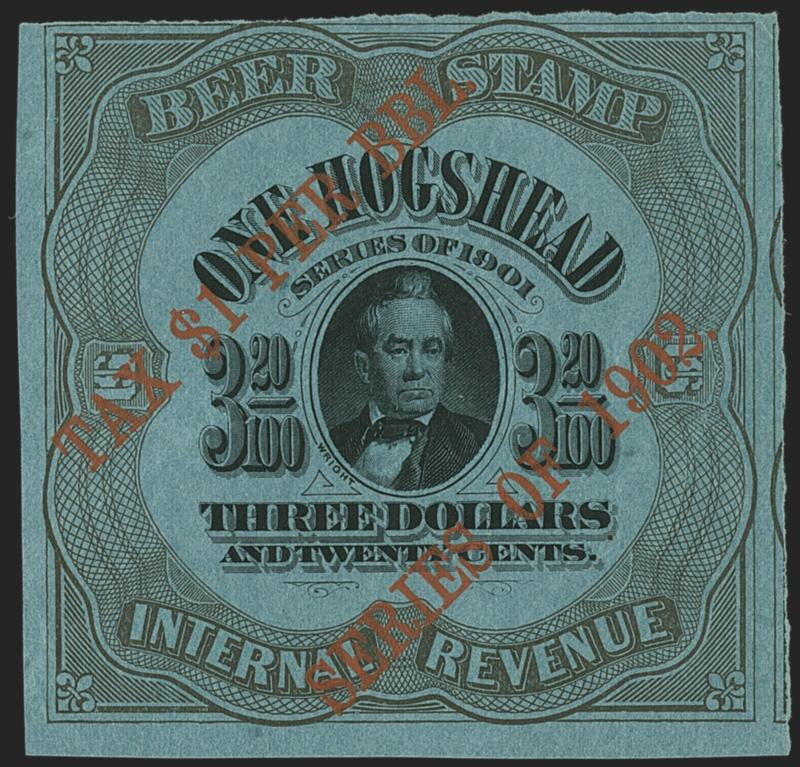 BEER STAMP
ONE HOGSHEAD
SERIES OF 1901
3 20/100 3 20/100
WRIGHT
THREE DOLLARS
AND TWENTY CENTS.
INTERNAL REVENUE
TAX $1 PER BBL.
SERIES OF 1902.